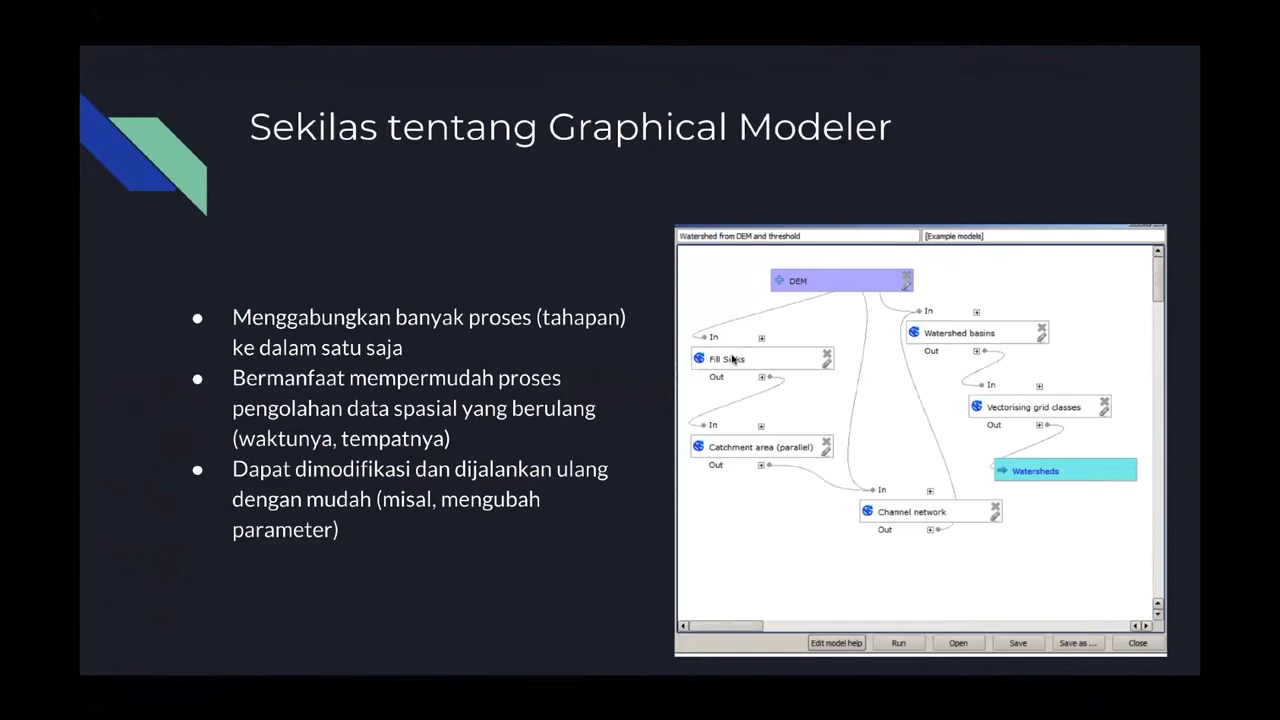 Sekilas tentang Graphical Modeler
● Menggabungkan banyak proses (tahapan)
ke dalam satu saja
● Bermanfaat mempermudah proses
pengolahan data spasial yang berulang
(waktunya, tempatnya)
● Dapat dimodifikasi dan dijalankan ulang
dengan mudah (misal, mengubah
parameter)
Watershed from DEM and threshold
[Example models]
DEM
In
Fill Sinks
Out
In
Catchment area (parallel)
Out
In
Channel network
Out
In
Watershed basins
Out
In
Vectorising grid classes
Out
Watersheds
Edit model help
Run
Open
Save
Save as ...
Close